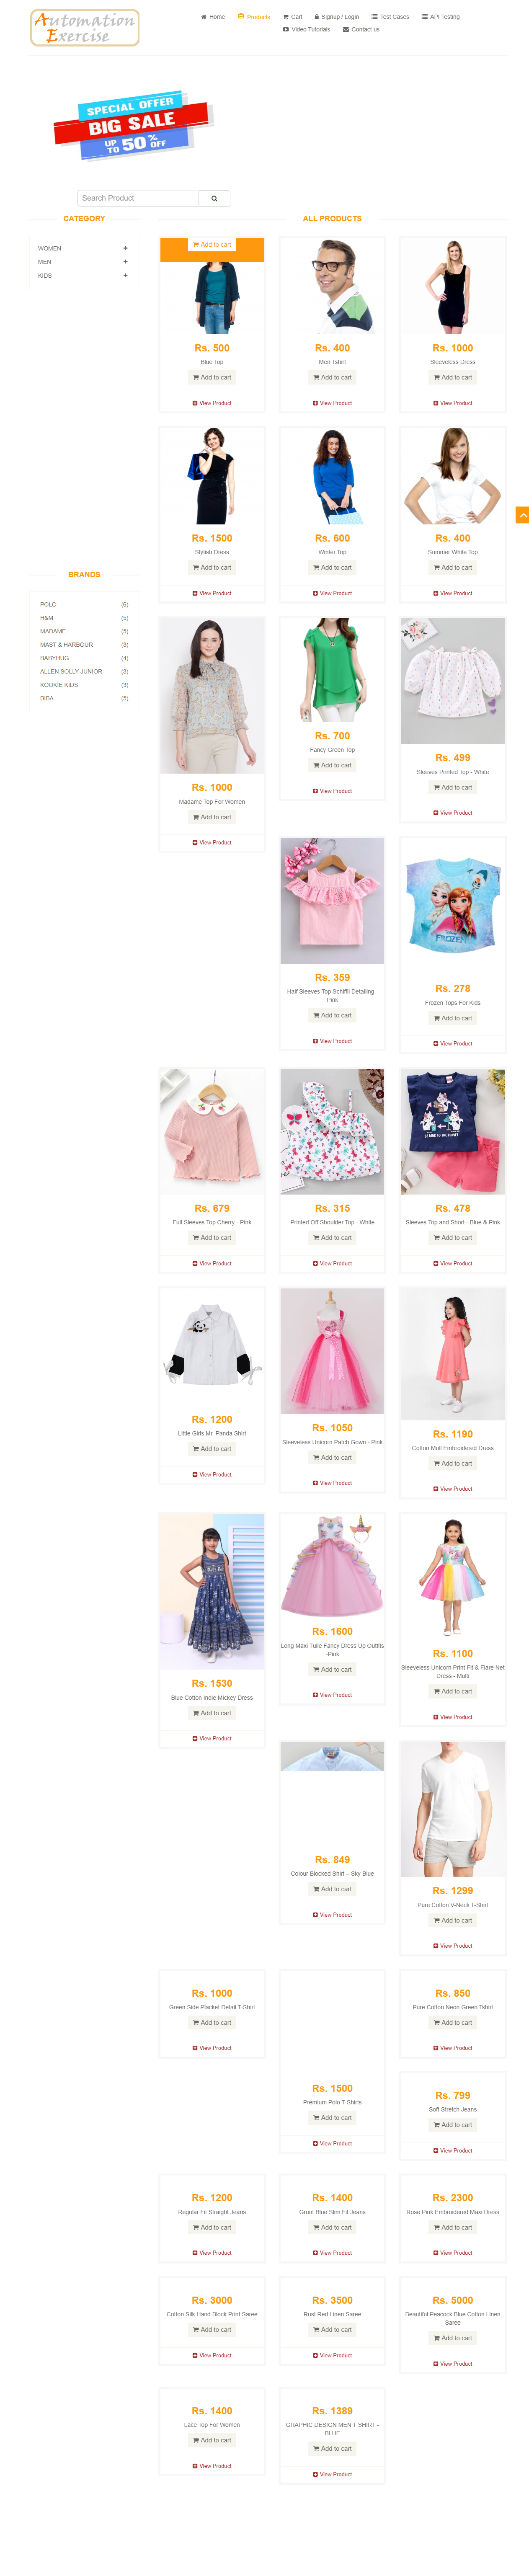 Automation
Exercise
Home
Products
Cart
Signup / Login
Test Cases
API Testing
Video Tutorials
Contact us
SPECIAL OFFER
BIG SALE
UP TO 50% OFF
Search Product
CATEGORY
WOMEN
MEN
KIDS
BRANDS
POLO (6)
H&M (5)
MADAME (5)
MAST & HARBOUR (3)
BABYHUG (4)
ALLEN SOLLY JUNIOR (3)
KOOKIE KIDS (3)
BIBA (5)
ALL PRODUCTS
Add to cart
Rs. 500
Blue Top
Add to cart
View Product
Rs. 400
Men Tshirt
Add to cart
View Product
Rs. 1000
Sleeveless Dress
Add to cart
View Product
Rs. 1500
Stylish Dress
Add to cart
View Product
Rs. 600
Winter Top
Add to cart
View Product
Rs. 400
Summer White Top
Add to cart
View Product
Rs. 1000
Madame Top For Women
Add to cart
View Product
Rs. 700
Fancy Green Top
Add to cart
View Product
Rs. 499
Sleeves Printed Top - White
Add to cart
View Product
Rs. 359
Half Sleeves Top Schiffli Detailing -
Pink
Add to cart
View Product
FROZEN
Rs. 278
Frozen Tops For Kids
Add to cart
View Product
Rs. 679
Full Sleeves Top Cherry - Pink
Add to cart
View Product
Rs. 315
Printed Off Shoulder Top - White
Add to cart
View Product
Rs. 478
Sleeves Top and Short - Blue & Pink
Add to cart
View Product
Rs. 1200
Little Girls Mr. Panda Shirt
Add to cart
View Product
Rs. 1050
Sleeveless Unicorn Patch Gown - Pink
Add to cart
View Product
Rs. 1190
Cotton Mull Embroidered Dress
Add to cart
View Product
Rs. 1530
Blue Cotton Indie Mickey Dress
Add to cart
View Product
Rs. 1600
Long Maxi Tulle Fancy Dress Up Outfits
-Pink
Add to cart
View Product
Rs. 1100
Sleeveless Unicorn Print Fit & Flare Net
Dress - Multi
Add to cart
View Product
Rs. 849
Colour Blocked Shirt – Sky Blue
Add to cart
View Product
Rs. 1299
Pure Cotton V-Neck T-Shirt
Add to cart
View Product
Rs. 1000
Green Side Placket Detail T-Shirt
Add to cart
View Product
Rs. 1500
Premium Polo T-Shirts
Add to cart
View Product
Rs. 850
Pure Cotton Neon Green Tshirt
Add to cart
View Product
Rs. 799
Soft Stretch Jeans
Add to cart
View Product
Rs. 1200
Regular Fit Straight Jeans
Add to cart
View Product
Rs. 1400
Grunt Blue Slim Fit Jeans
Add to cart
View Product
Rs. 2300
Rose Pink Embroidered Maxi Dress
Add to cart
View Product
Rs. 3000
Cotton Silk Hand Block Print Saree
Add to cart
View Product
Rs. 3500
Rust Red Linen Saree
Add to cart
View Product
Rs. 5000
Beautiful Peacock Blue Cotton Linen
Saree
Add to cart
View Product
Rs. 1400
Lace Top For Women
Add to cart
View Product
Rs. 1389
GRAPHIC DESIGN MEN T SHIRT -
BLUE
Add to cart
View Product